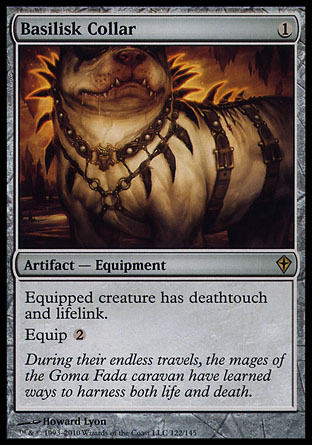 Basilisk Collar 1
Artifact — Equipment
Equipped creature has deathtouch
and lifelink.
Equip 2
During their endless travels, the mages of
the Goma Fada caravan have learned
ways to harness both life and death.
Howard Lyon
™ & © 1993–2010 Wizards of the Coast LLC 122/145